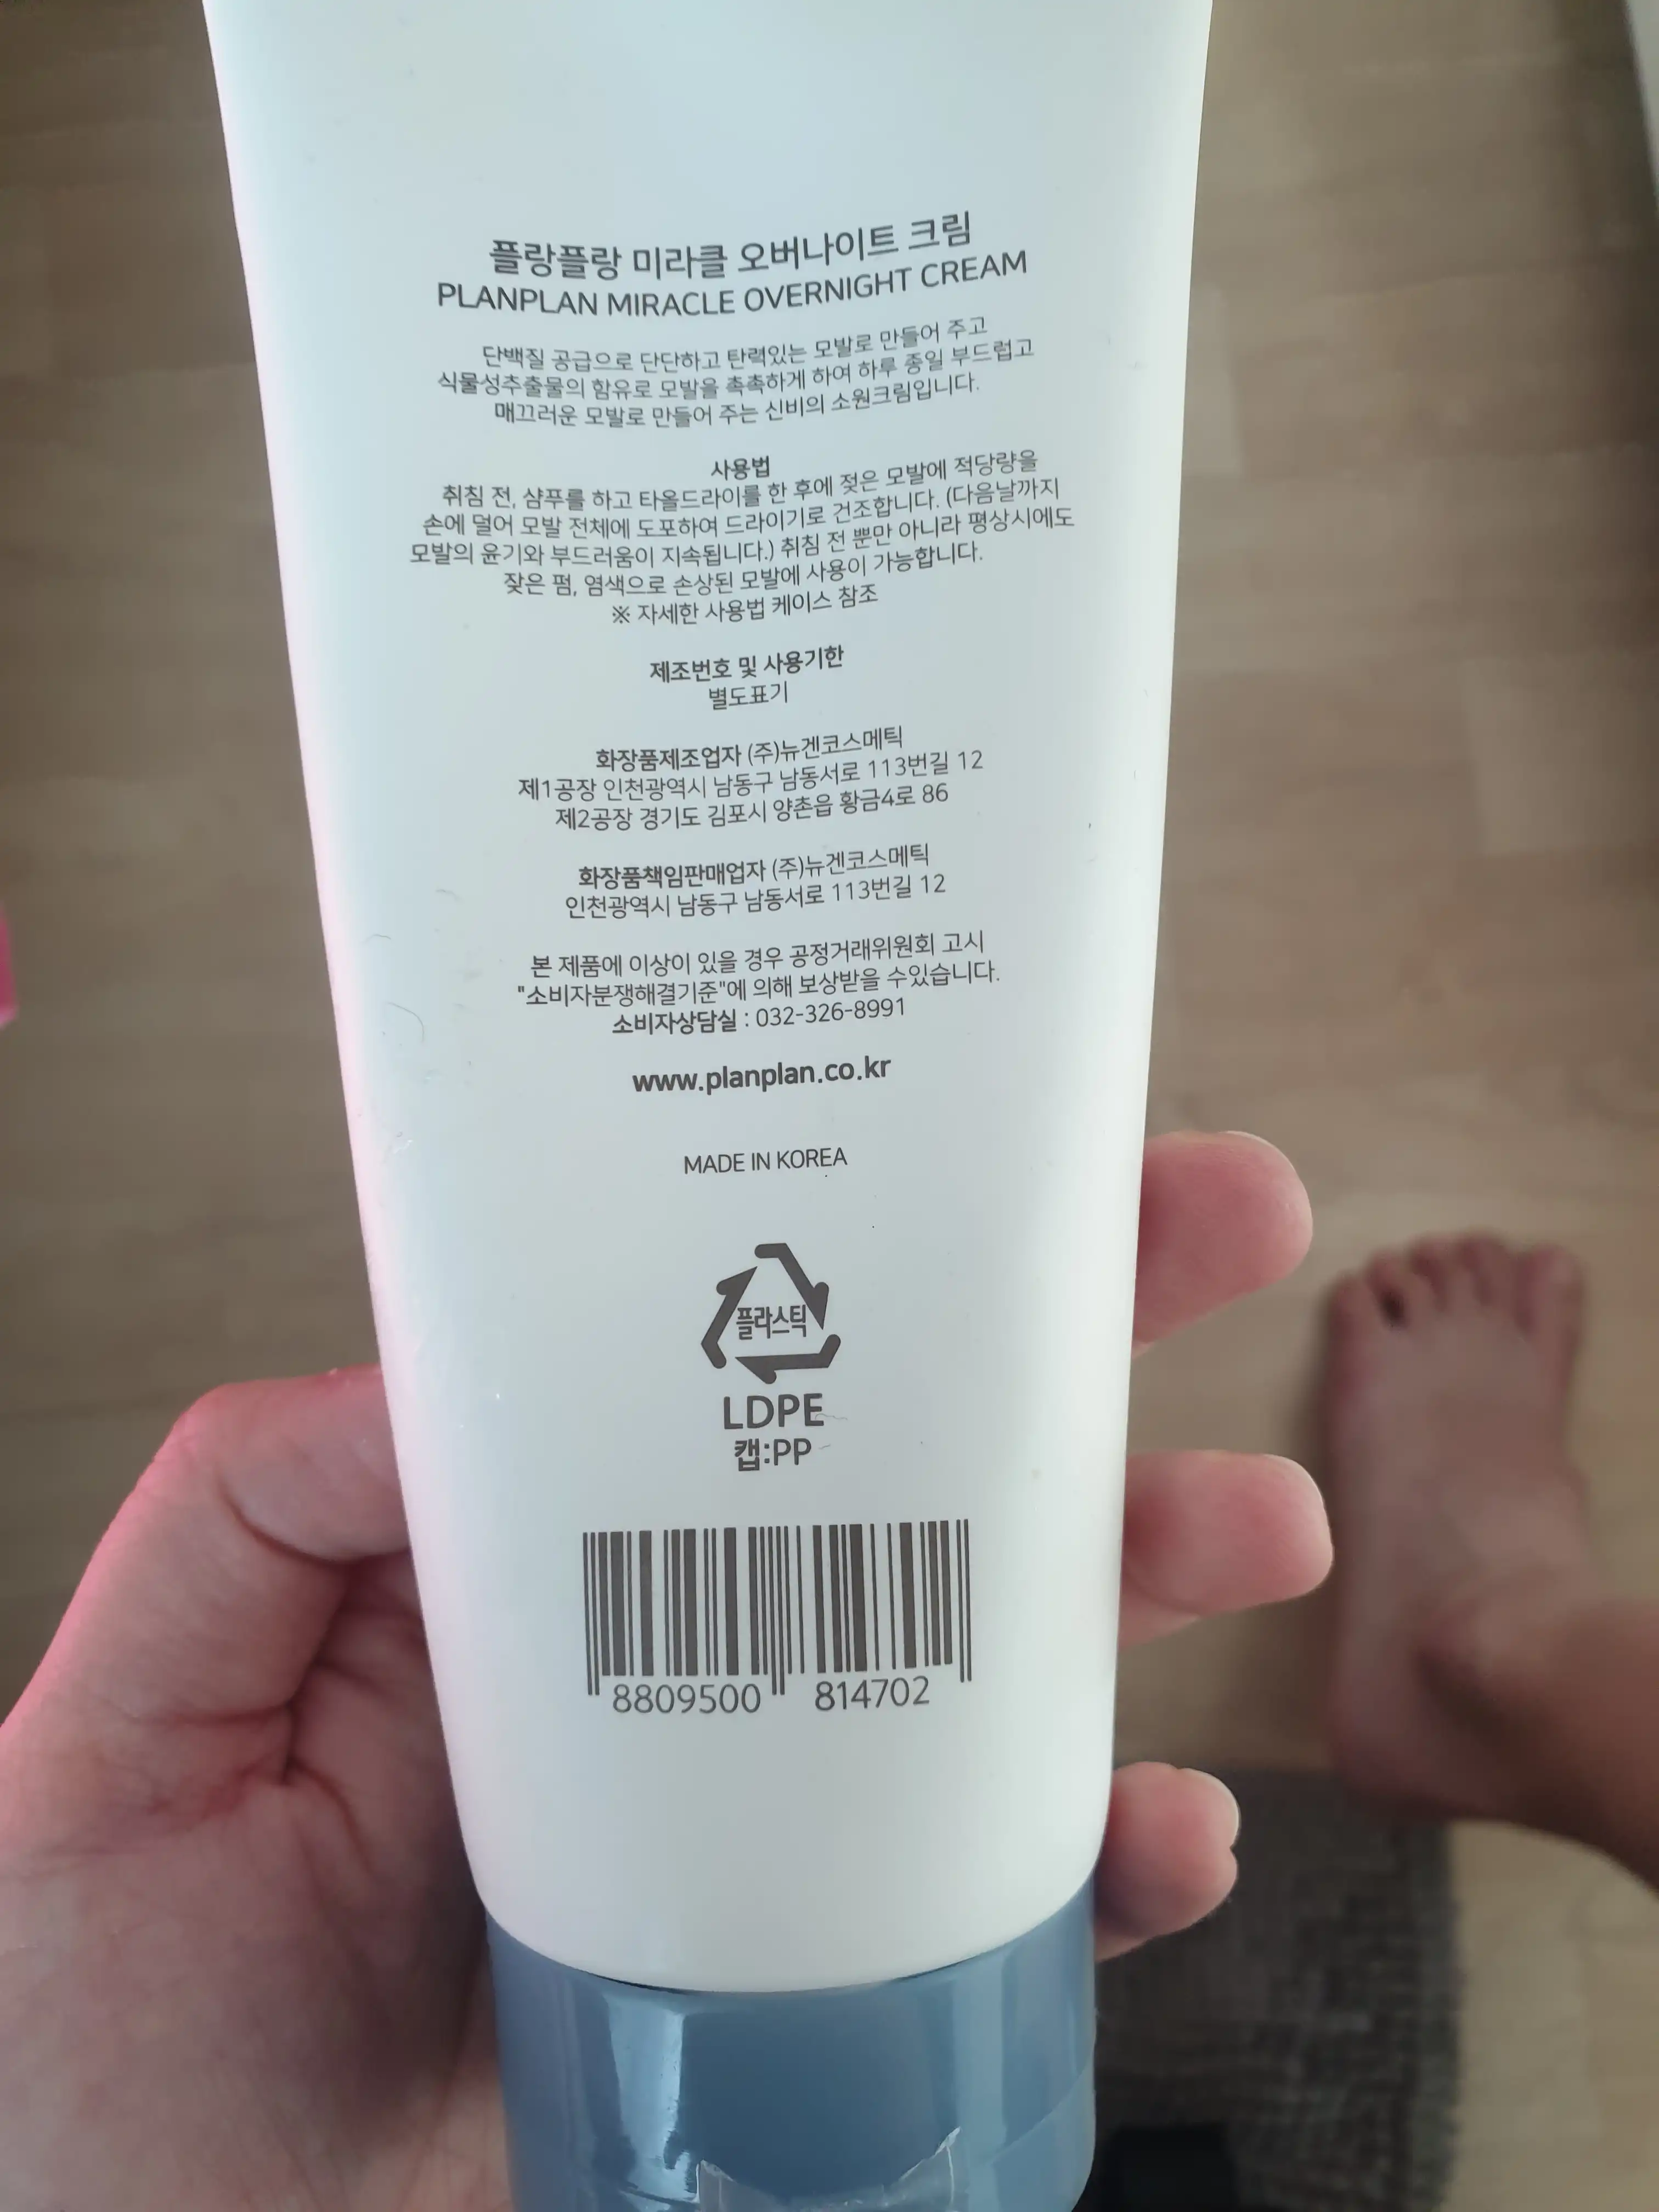 플랑플랑 미라클 오버나이트 크림
PLANPLAN MIRACLE OVERNIGHT CREAM
단백질 공급으로 단단하고 탄력있는 모발로 만들어 주고
식물성추출물의 함유로 모발을 촉촉하게 하여 하루 종일 부드럽고
매끄러운 모발로 만들어 주는 신비의 소원크림입니다.
사용법
취침 전, 샴푸를 하고 타올드라이를 한 후에 젖은 모발에 적당량을
손에 덜어 모발 전체에 도포하여 드라이기로 건조합니다. (다음날까지
모발의 윤기와 부드러움이 지속됩니다.) 취침 전 뿐만 아니라 평상시에도
잦은 펌, 염색으로 손상된 모발에 사용이 가능합니다.
※ 자세한 사용법 케이스 참조
제조번호 및 사용기한
별도표기
화장품제조업자 (주)뉴겐코스메틱
제1공장 인천광역시 남동구 남동서로 113번길 12
제2공장 경기도 김포시 양촌읍 황금4로 86
화장품책임판매업자 (주)뉴겐코스메틱
인천광역시 남동구 남동서로 113번길 12
본 제품에 이상이 있을 경우 공정거래위원회 고시
"소비자분쟁해결기준"에 의해 보상받을 수있습니다.
소비자상담실 : 032-326-8991
www.planplan.co.kr
MADE IN KOREA
플라스틱
LDPE
캡:PP
8809500 814702